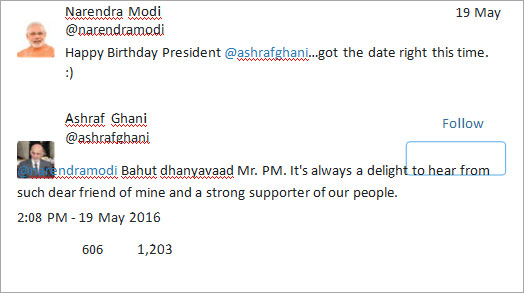 Narendra Modi
19 May
@narendramodi
Happy Birthday President @ashrafghani...got the date right this time.
:)
Ashraf Ghani
Follow
@ashrafghani
@narendramodi Bahut dhanyavaad Mr. PM. It's always a delight to hear from
such dear friend of mine and a strong supporter of our people.
2:08 PM - 19 May 2016
606 1,203